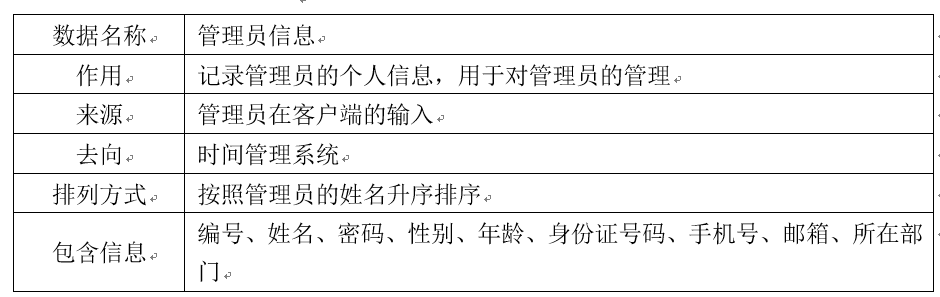 数据名称 管理员信息
作用 记录管理员的个人信息，用于对管理员的管理
来源 管理员在客户端的输入
去向 时间管理系统
排列方式 按照管理员的姓名升序排序
包含信息 编号、姓名、密码、性别、年龄、身份证号码、手机号、邮箱、所在部
门